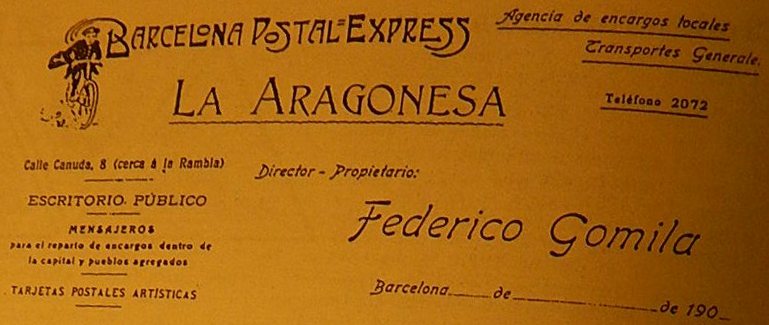 BARCELONA POSTAL=EXPRESS
Agencia de encargos locales
Transportes Generale.
LA ARAGONESA
Teléfono 2072
Calle Canuda, 8 (cerca á la Rambla)
ESCRITORIO PÚBLICO
MENSAJEROS
para el reparto de encargos dentro de
la capital y pueblos agregados
TARJETAS POSTALES ARTÍSTICAS
Director - Propietario:
Federico Gomila
Barcelona de de 190